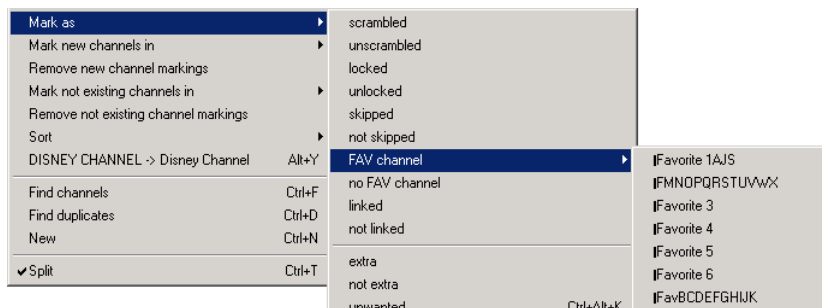 Mark as
Mark new channels in
Remove new channel markings
Mark not existing channels in
Remove not existing channel markings
Sort
DISNEY CHANNEL -> Disney Channel Alt+Y
Find channels Ctrl+F
Find duplicates Ctrl+D
New Ctrl+N
Split Ctrl+T
scrambled
unscrambled
locked
unlocked
skipped
not skipped
FAV channel
no FAV channel
linked
not linked
extra
not extra
unwanted Ctrl+Alt+K
Favorite 1AJS
FMNOPQRSTUVWX
Favorite 3
Favorite 4
Favorite 5
Favorite 6
FavBCDEFGHIJK